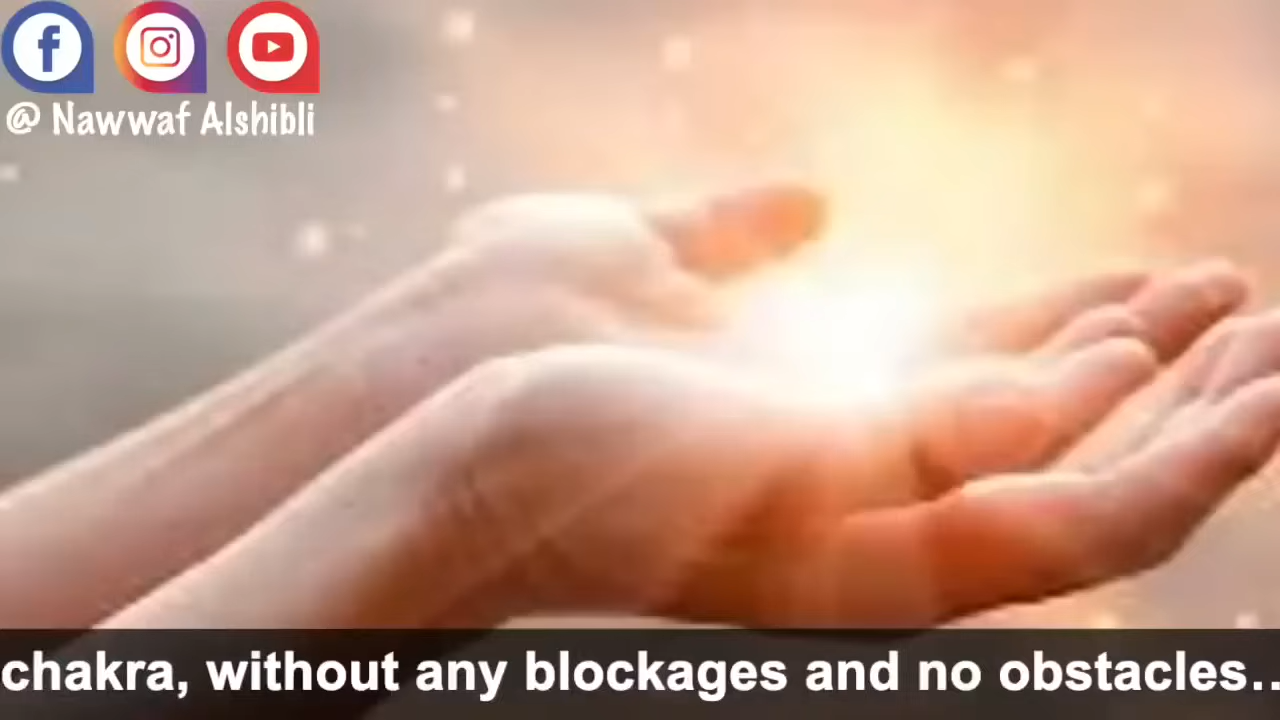 @ Nawwaf Alshibli
chakra, without any blockages and no obstacles..